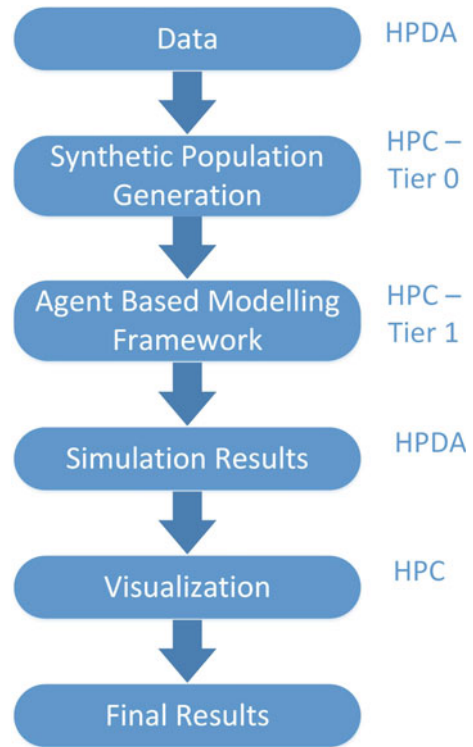 Data
HPDA
Synthetic Population
Generation
HPC –
Tier 0
Agent Based Modelling
Framework
HPC –
Tier 1
Simulation Results
HPDA
Visualization
HPC
Final Results